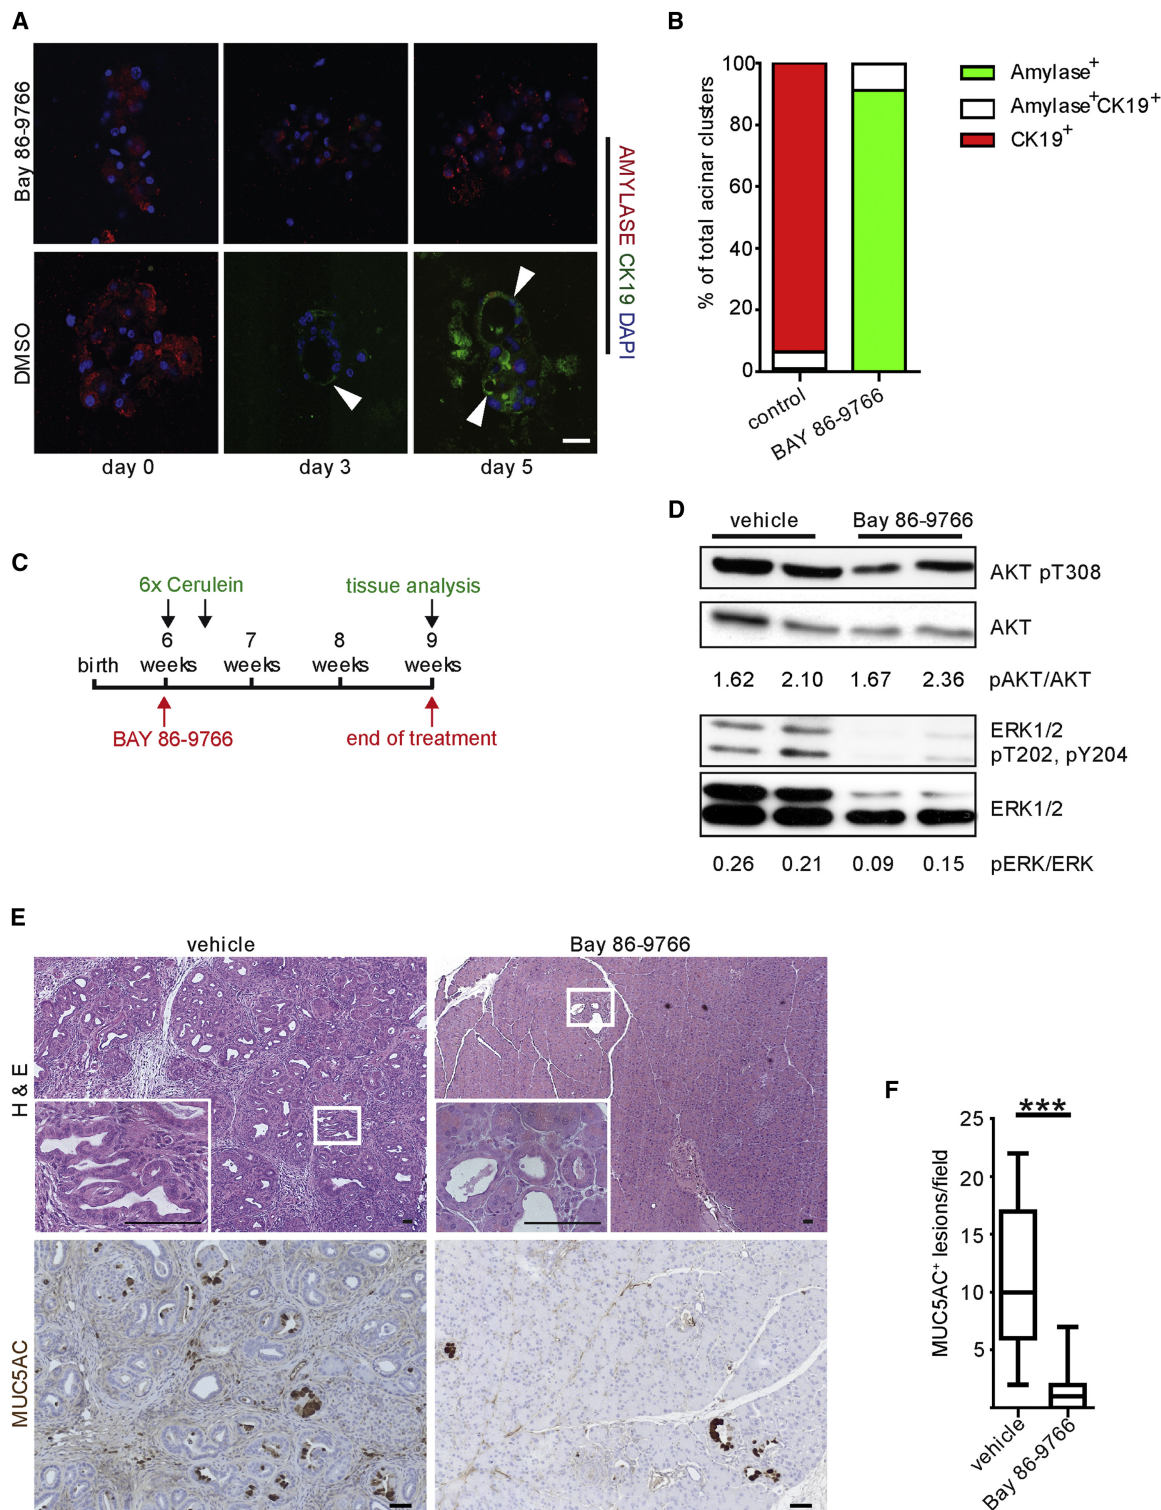 A
Bay 86-9766
DMSO
day 0
day 3
day 5
AMYLASE CK19 DAPI
B
% of total acinar clusters
100
80
60
40
20
0
control
BAY 86-9766
Amylase+
Amylase+CK19+
CK19+
C
6x Cerulein
tissue analysis
6
7
8
9
birth
weeks
weeks
weeks
weeks
BAY 86-9766
end of treatment
D
vehicle
Bay 86-9766
AKT pT308
AKT
1.62 2.10 1.67 2.36 pAKT/AKT
ERK1/2
pT202, pY204
ERK1/2
0.26 0.21 0.09 0.15 pERK/ERK
E
vehicle
Bay 86-9766
H & E
MUC5AC
F
***
MUC5AC+ lesions/field
25
20
15
10
5
vehicle
Bay 86-9766